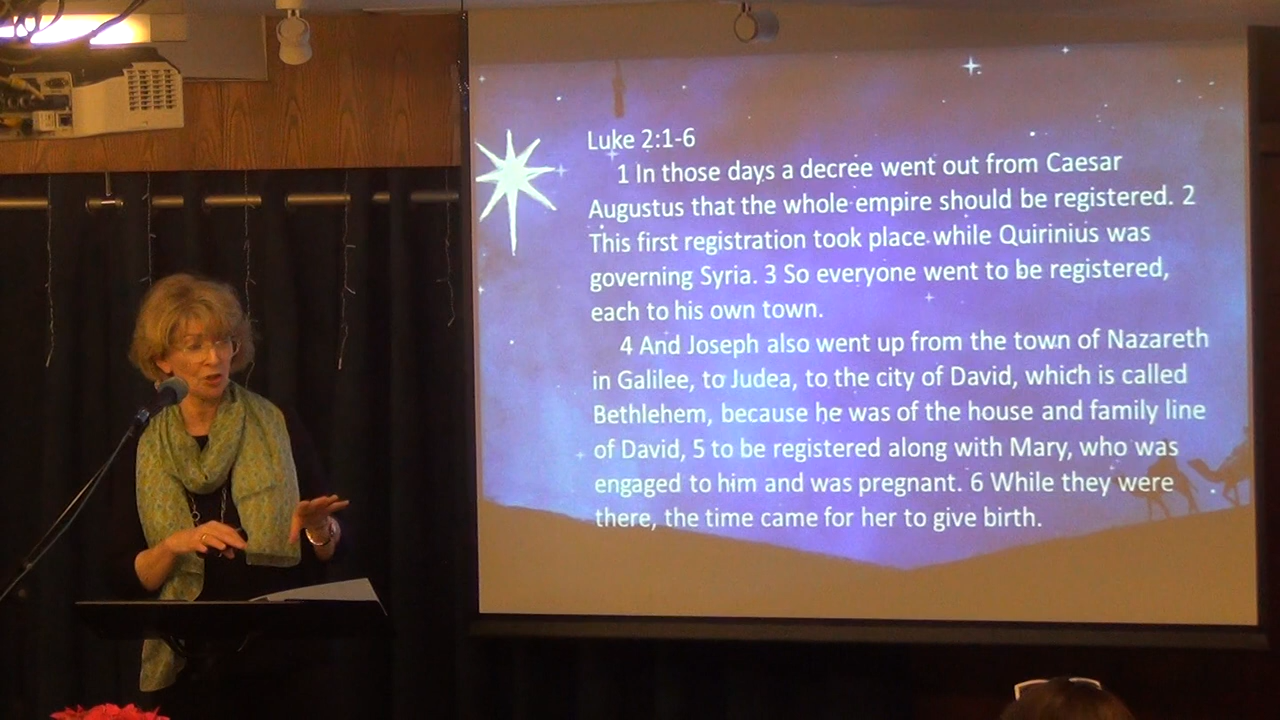 Luke 2:1-6
1 In those days a decree went out from Caesar
Augustus that the whole empire should be registered. 2
This first registration took place while Quirinius was
governing Syria. 3 So everyone went to be registered,
each to his own town.
4 And Joseph also went up from the town of Nazareth
in Galilee, to Judea, to the city of David, which is called
Bethlehem, because he was of the house and family line
of David, 5 to be registered along with Mary, who was
engaged to him and was pregnant. 6 While they were
there, the time came for her to give birth.